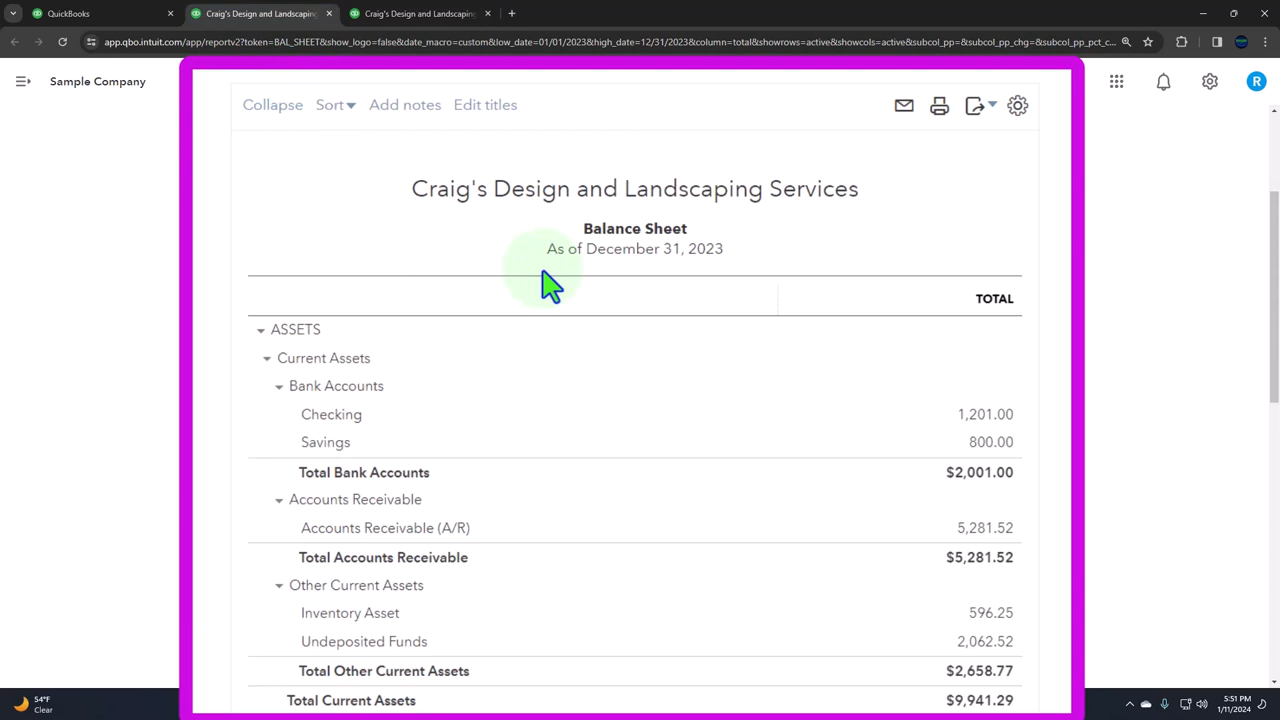 QuickBooks
Craig's Design and Landscaping
Craig's Design and Landscaping
app.qbo.intuit.com/app/reportv2?token=BAL_SHEET&show_logo=false&date_macro=custom&low_date=01/01/2023&high_date=12/31/2023&column=total&showrows=active&showcols=active&subcol_pp=&subcol_pp_chg=&subcol_pp_pct_c...
Sample Company
R
Collapse Sort Add notes Edit titles
Craig's Design and Landscaping Services
Balance Sheet
As of December 31, 2023
TOTAL
ASSETS
Current Assets
Bank Accounts
Checking 1,201.00
Savings 800.00
Total Bank Accounts $2,001.00
Accounts Receivable
Accounts Receivable (A/R) 5,281.52
Total Accounts Receivable $5,281.52
Other Current Assets
Inventory Asset 596.25
Undeposited Funds 2,062.52
Total Other Current Assets $2,658.77
Total Current Assets $9,941.29
54°F
Clear
5:51 PM
1/11/2024